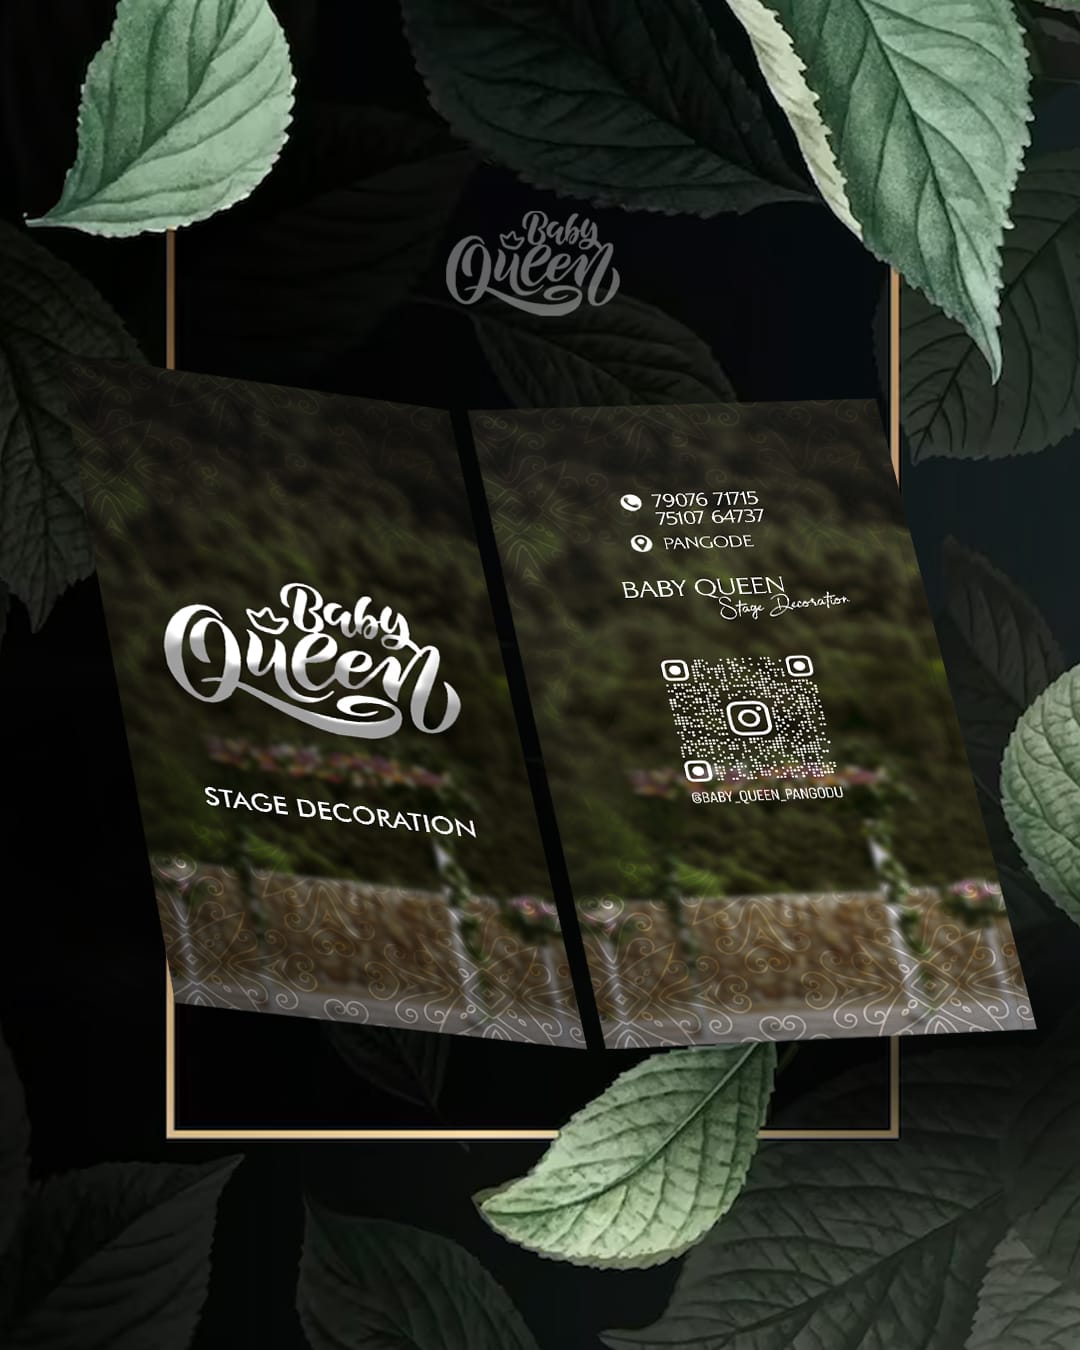 Baby
Queen
Baby
Queen
STAGE DECORATION
79076 71715
75107 64737
PANGODE
BABY QUEEN
Stage Decoration
@BABY_QUEEN_PANGODU